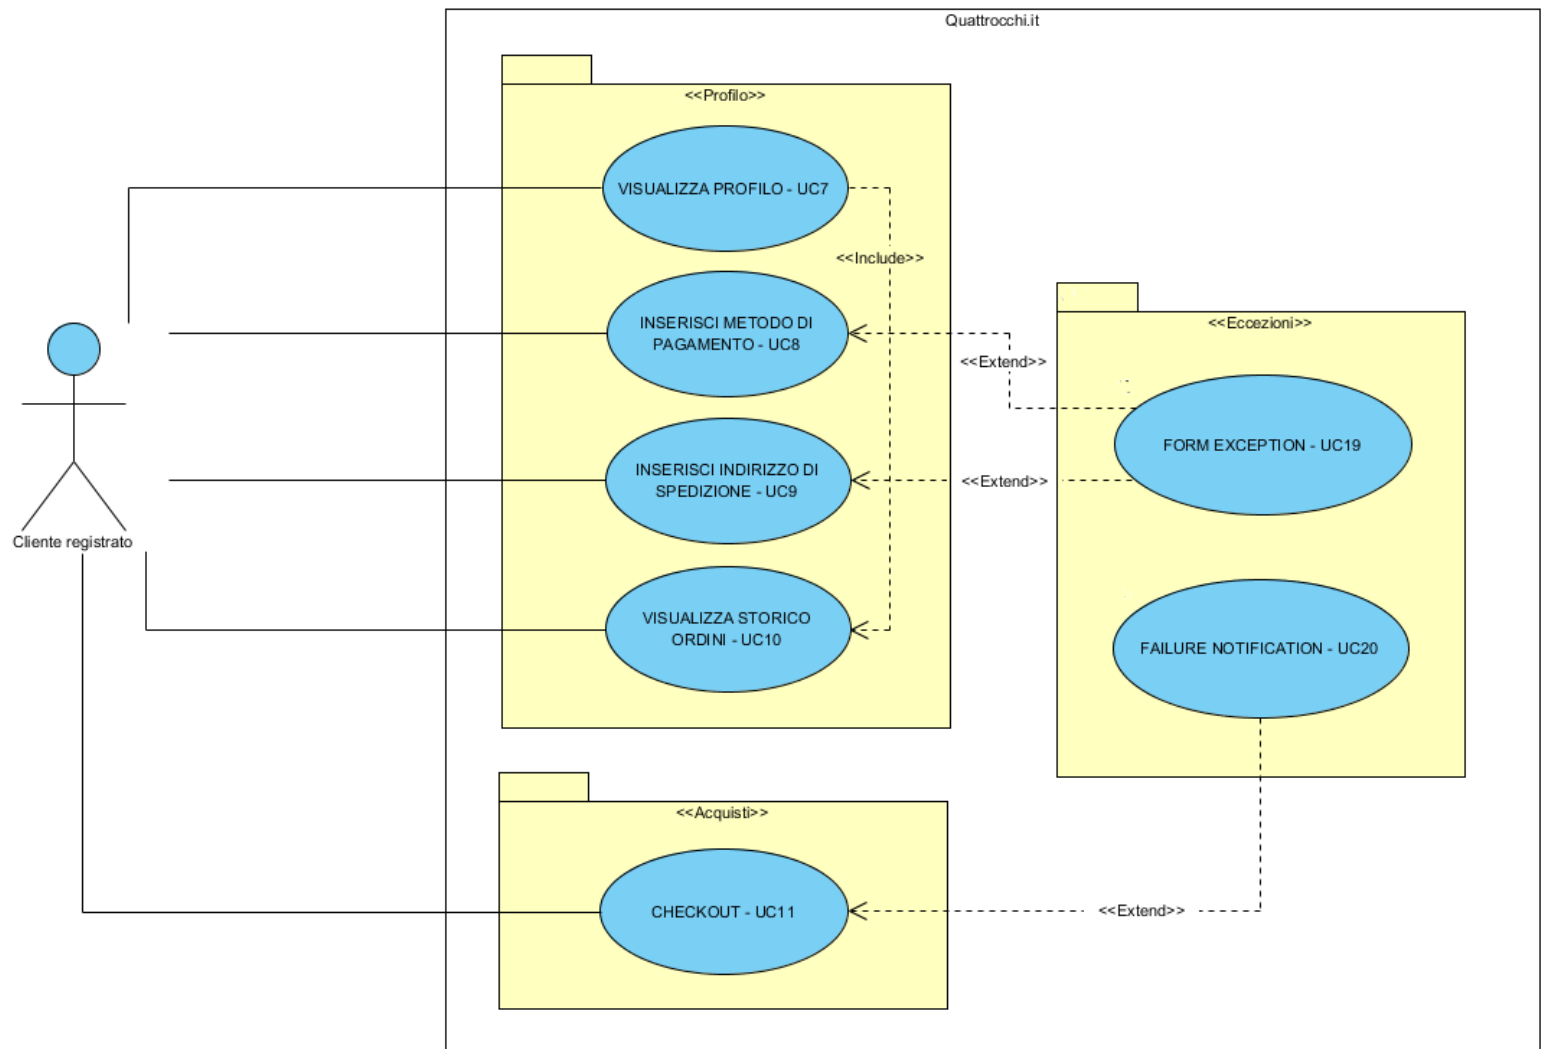 Quattrocchi.it
<<Profilo>>
VISUALIZZA PROFILO - UC7
<<Include>>
INSERISCI METODO DI
PAGAMENTO - UC8
<<Extend>>
<<Eccezioni>>
FORM EXCEPTION - UC19
INSERISCI INDIRIZZO DI
SPEDIZIONE - UC9
<<Extend>>
Cliente registrato
VISUALIZZA STORICO
ORDINI - UC10
FAILURE NOTIFICATION - UC20
<<Acquisti>>
CHECKOUT - UC11
<<Extend>>